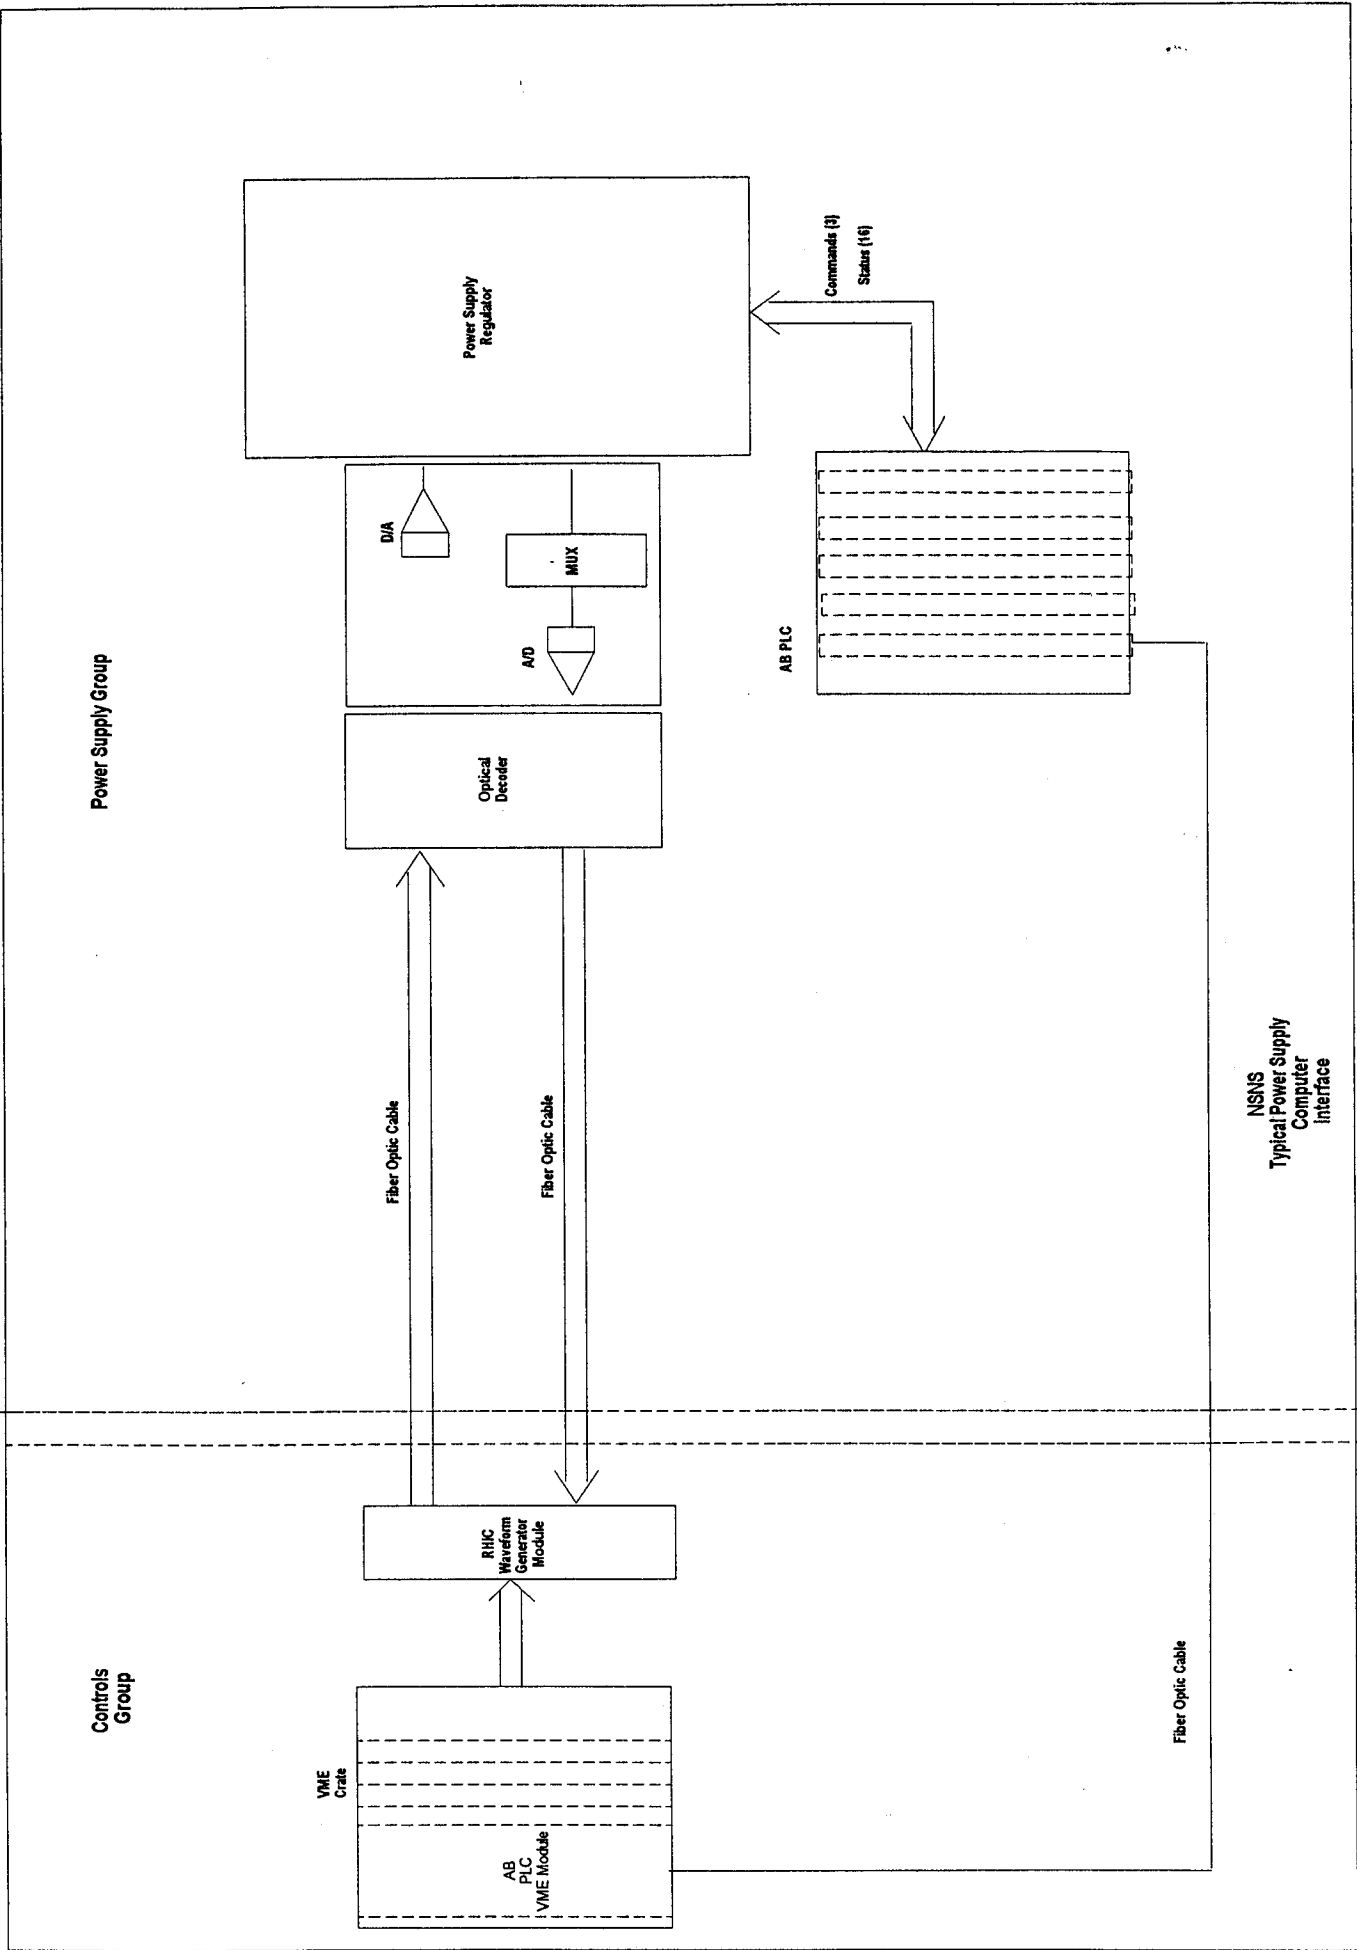 Controls
Group
Power Supply Group
VME
Crate
AB
PLC
VME Module
RHIC
Waveform
Generator
Module
Fiber Optic Cable
Fiber Optic Cable
Optical
Decoder
D/A
A/D
MUX
Power Supply
Regulator
AB PLC
Commands (3)
Status (16)
Fiber Optic Cable
NSNS
Typical Power Supply
Computer
Interface